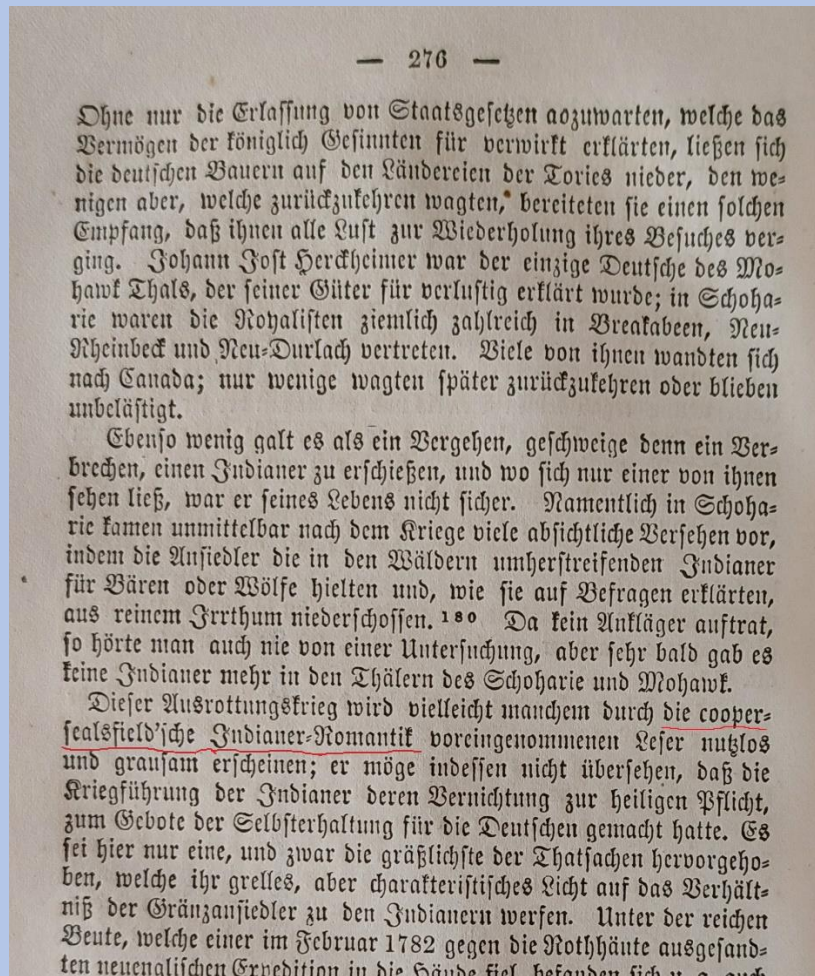 — 276 —
Ohne nur die Erlassung von Staatsgesetzen aozuwarten, welche das
Vermögen der königlich Gesinnten für verwirkt erklärten, ließen sich
die deutschen Bauern auf den Ländereien der Tories nieder, den we-
nigen aber, welche zurückzukehren wagten, bereiteten sie einen solchen
Empfang, daß ihnen alle Lust zur Wiederholung ihres Besuches ver-
ging. Johann Jost Herckheimer war der einzige Deutsche des Mo-
hawk Thals, der seiner Güter für verlustig erklärt wurde; in Schoha-
rie waren die Royalisten ziemlich zahlreich in Breakabeen, Neu-
Rheinbeck und Neu-Durlach vertreten. Viele von ihnen wandten sich
nach Canada; nur wenige wagten später zurückzukehren oder blieben
unbelästigt.
Ebenso wenig galt es als ein Vergehen, geschweige denn ein Ver-
brechen, einen Indianer zu erschießen, und wo sich nur einer von ihnen
sehen ließ, war er seines Lebens nicht sicher. Namentlich in Schoha-
rie kamen unmittelbar nach dem Kriege viele absichtliche Versehen vor,
indem die Ansiedler die in den Wäldern umherstreifenden Indianer
für Bären oder Wölfe hielten und, wie sie auf Befragen erklärten,
aus reinem Irrthum niederschossen. 180 Da kein Ankläger auftrat,
so hörte man auch nie von einer Untersuchung, aber sehr bald gab es
keine Indianer mehr in den Thälern des Schoharie und Mohawk.
Dieser Ausrottungskrieg wird vielleicht manchem durch die cooper-
sealsfield'sche Indianer-Romantik voreingenommenen Leser nutzlos
und grausam erscheinen; er möge indessen nicht übersehen, daß die
Kriegführung der Indianer deren Vernichtung zur heiligen Pflicht,
zum Gebote der Selbsterhaltung für die Deutschen gemacht hatte. Es
sei hier nur eine, und zwar die gräßlichste der Thatsachen hervorgeho-
ben, welche ihr grelles, aber charakteristisches Licht auf das Verhält-
niß der Gränzansiedler zu den Indianern werfen. Unter der reichen
Beute, welche einer im Februar 1782 gegen die Rothhäute ausgesand-
ten neuenglischen Expedition in die Hände fiel, befanden sich u. a. auch